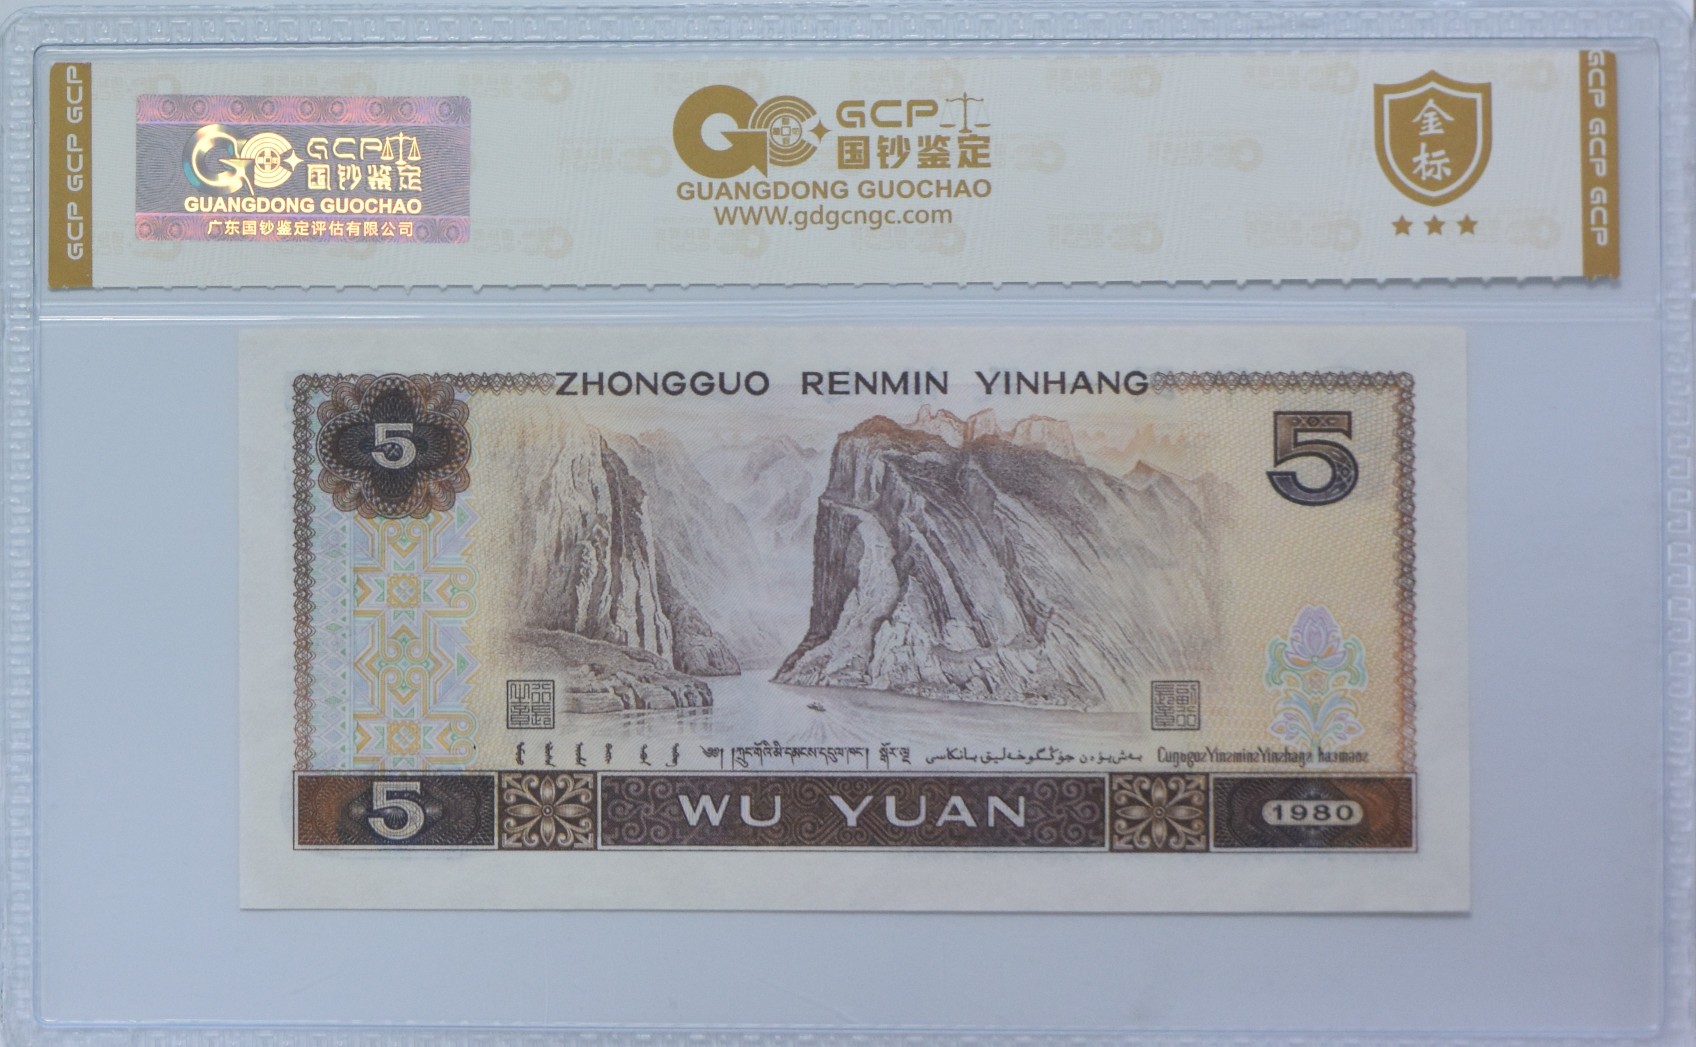 GCP GCP GCP
GCP
国钞鉴定
GUANGDONG GUOCHAO
广东国钞鉴定评估有限公司
GCP
国钞鉴定
GUANGDONG GUOCHAO
WWW.gdgcngc.com
金标
GCP GCP GCP
ZHONGGUO RENMIN YINHANG
5
5
CuŋƅgozYinzminzYinzhangz haзmanz
5
WU YUAN
1980